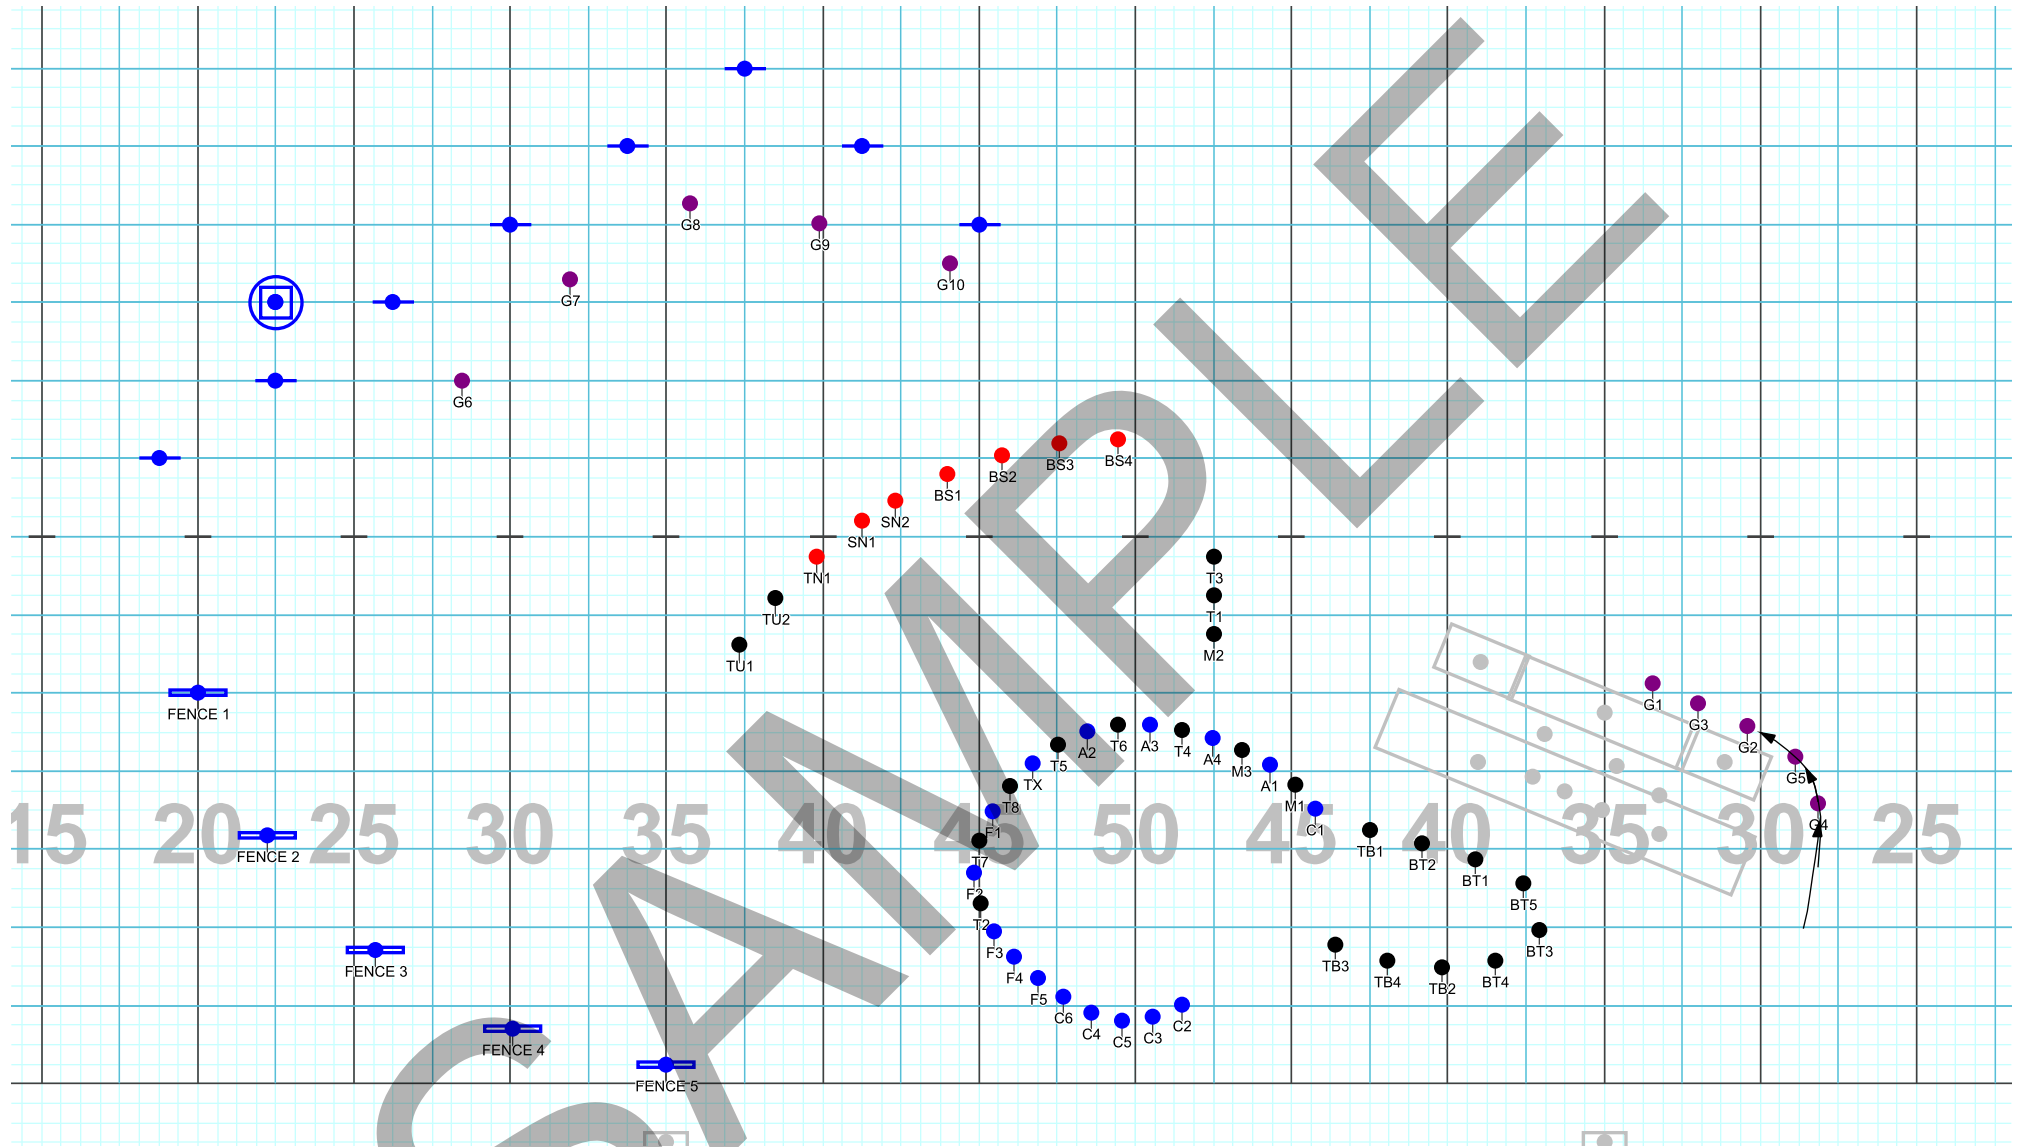 G8
G9
G10
G7
G6
BS4
BS3
BS2
BS1
SN2
SN1
TN1
T3
T1
TU2
M2
TU1
G1
FENCE 1
G3
T6
A3
T4
A4
G2
A2
T5
M3
A1
G5
TX
T8
M1
15 20 25 30 35 40 45 50 45 40 35 30 25
F1
C1
G4
TB1
FENCE 2
T7
BT2
BT1
F2
BT5
T2
F3
BT3
TB3
FENCE 3
F4
TB4
TB2
BT4
F5
C6
C4
C5
C3
C2
FENCE 4
FENCE 5
SAMPLE